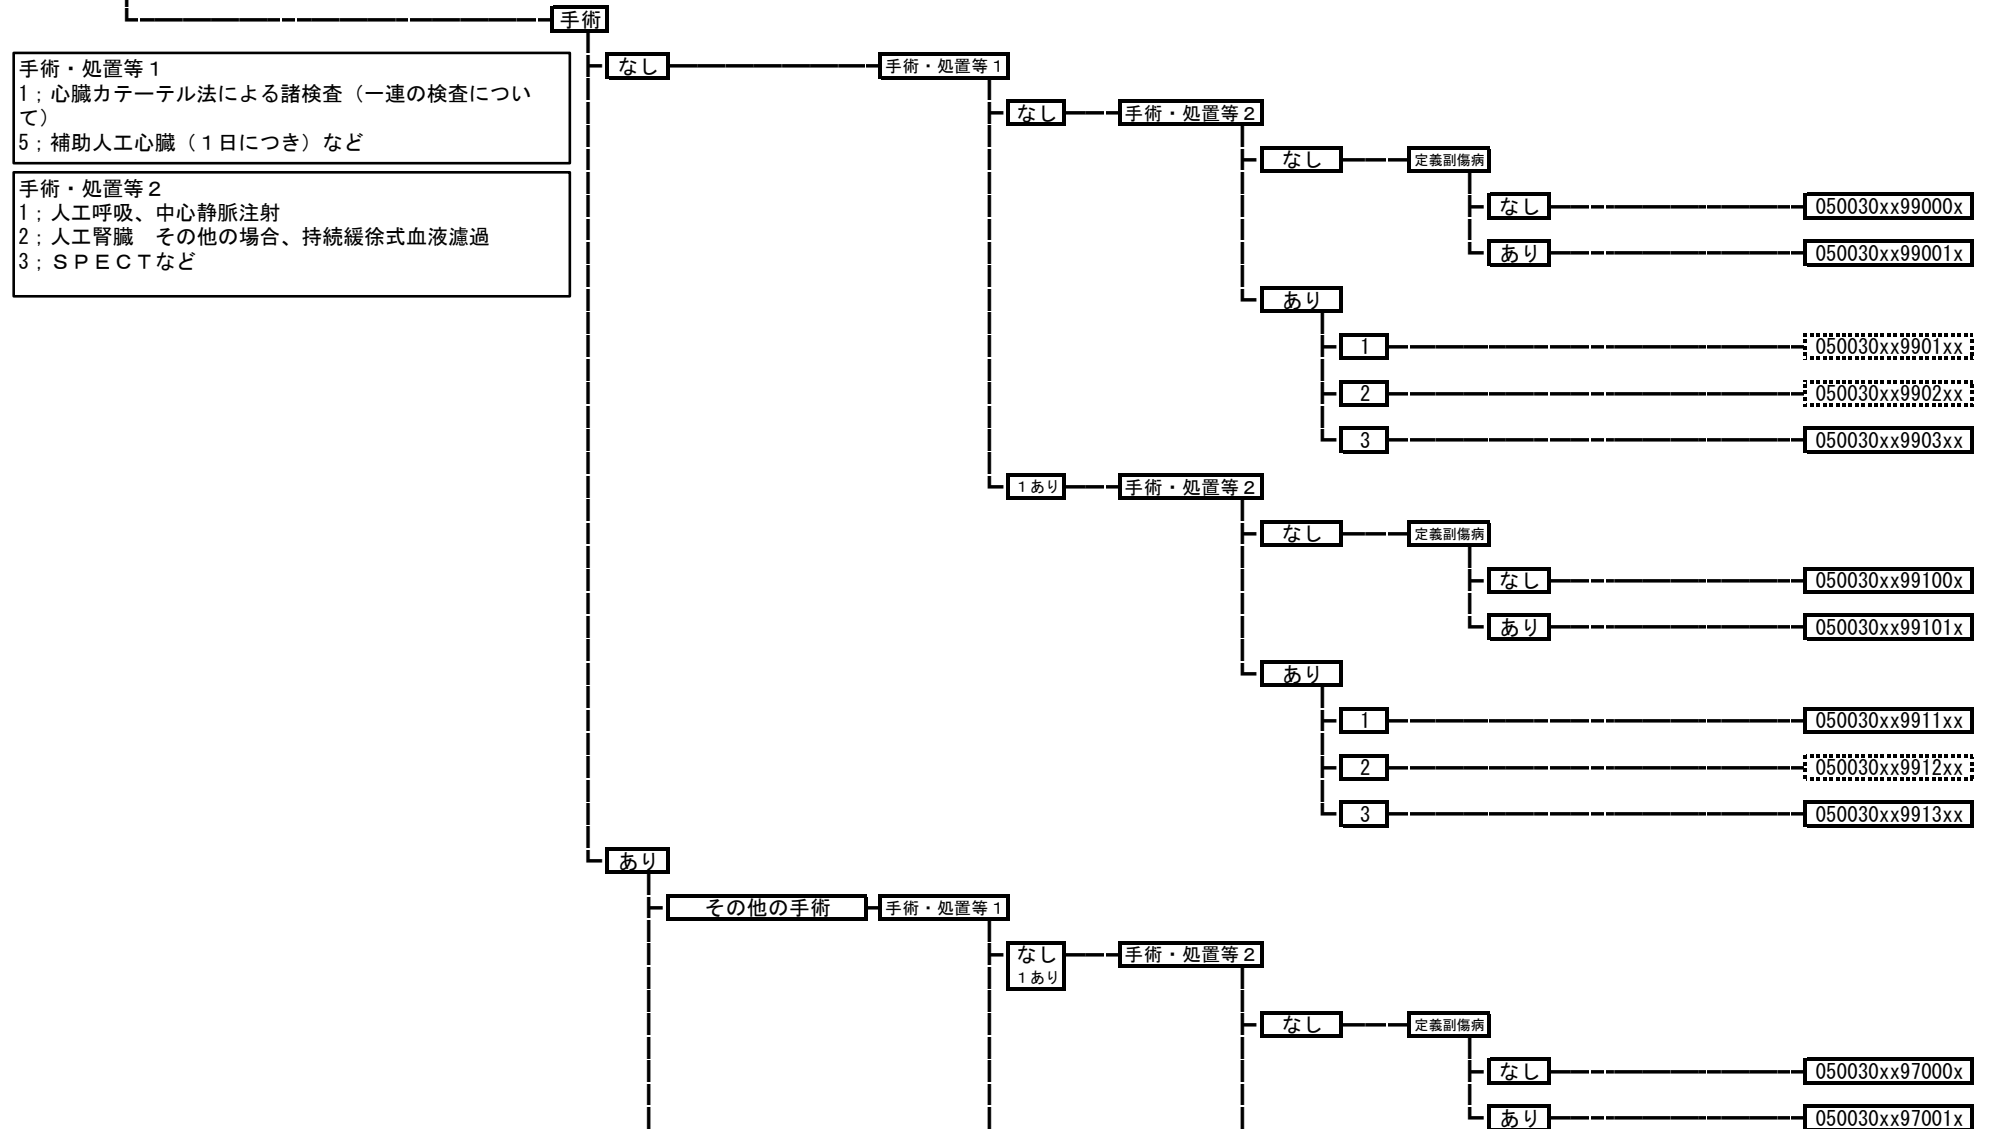 手術
手術・処置等１
1；心臓カテーテル法による諸検査（一連の検査につい
て）
5；補助人工心臓（１日につき）など
手術・処置等２
1；人工呼吸、中心静脈注射
2；人工腎臓　その他の場合、持続緩徐式血液濾過
3；ＳＰＥＣＴなど
なし
手術・処置等１
なし
手術・処置等２
なし
定義副傷病
なし
050030xx99000x
あり
050030xx99001x
あり
1
050030xx9901xx
2
050030xx9902xx
3
050030xx9903xx
１あり
手術・処置等２
なし
定義副傷病
なし
050030xx99100x
あり
050030xx99101x
あり
1
050030xx9911xx
2
050030xx9912xx
3
050030xx9913xx
あり
その他の手術
手術・処置等１
なし
１あり
手術・処置等２
なし
定義副傷病
なし
050030xx97000x
あり
050030xx97001x